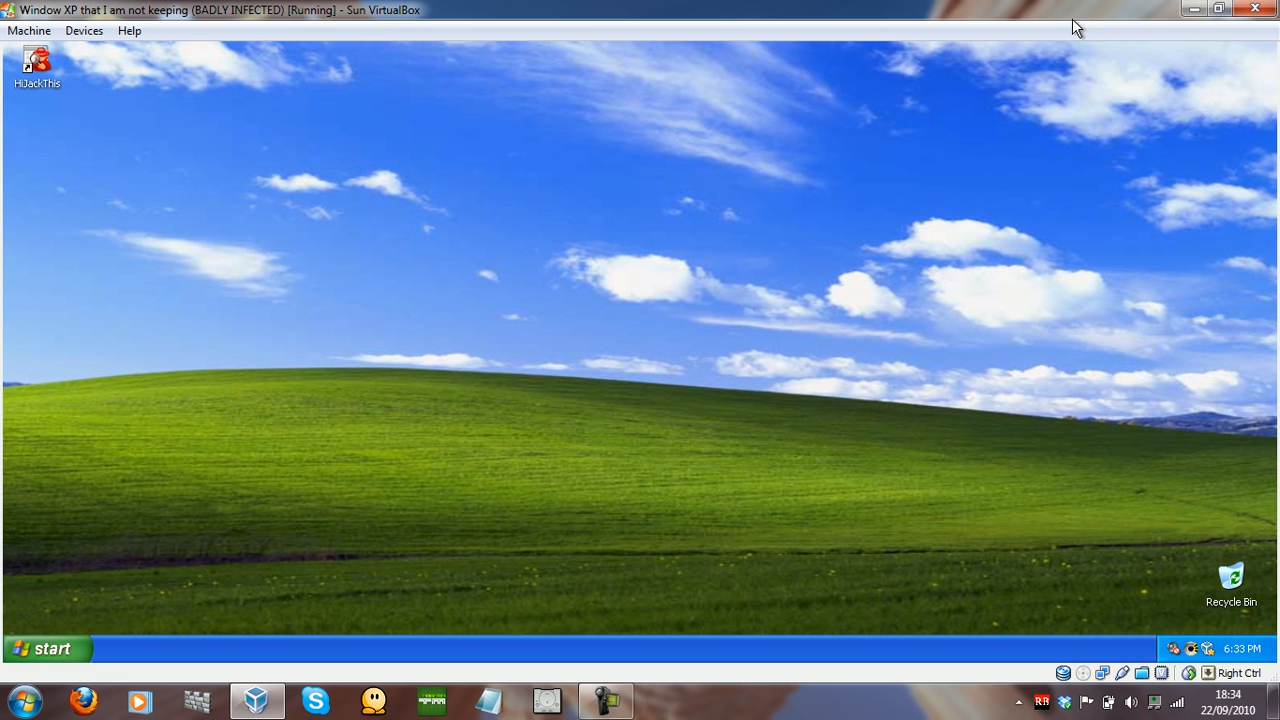 Window XP that I am not keeping (BADLY INFECTED) [Running] - Sun VirtualBox
Machine Devices Help
HiJackThis
Recycle Bin
start
6:33 PM
Right Ctrl
RR
18:34
22/09/2010